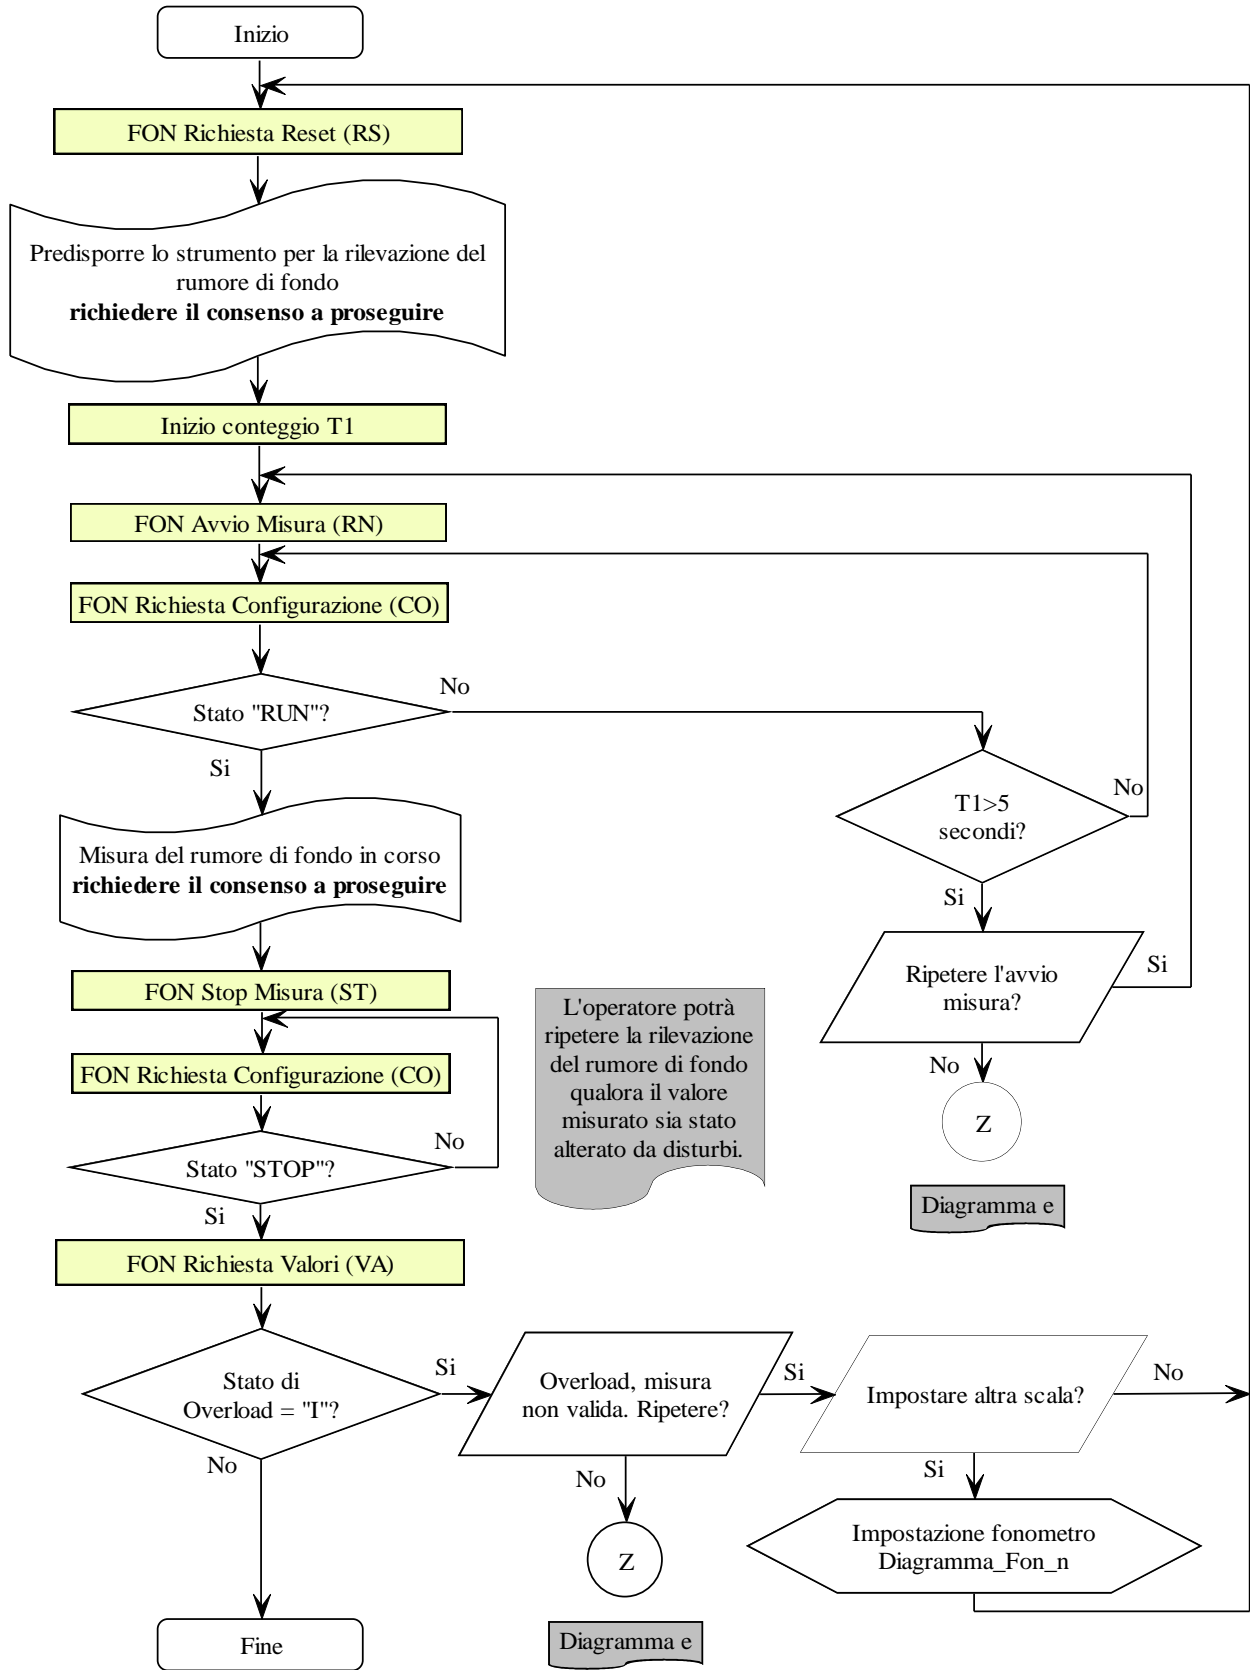 Inizio
FON Richiesta Reset (RS)
Predisporre lo strumento per la rilevazione del
rumore di fondo
richiedere il consenso a proseguire
Inizio conteggio T1
FON Avvio Misura (RN)
FON Richiesta Configurazione (CO)
Stato "RUN"?
No
Si
T1>5
secondi?
No
Si
Misura del rumore di fondo in corso
richiedere il consenso a proseguire
Ripetere l'avvio
misura?
Si
No
Z
Diagramma e
FON Stop Misura (ST)
FON Richiesta Configurazione (CO)
Stato "STOP"?
No
Si
L'operatore potrà
ripetere la rilevazione
del rumore di fondo
qualora il valore
misurato sia stato
alterato da disturbi.
FON Richiesta Valori (VA)
Stato di
Overload = "I"?
Si
No
Overload, misura
non valida. Ripetere?
Si
No
Z
Diagramma e
Impostare altra scala?
No
Si
Impostazione fonometro
Diagramma_Fon_n
Fine